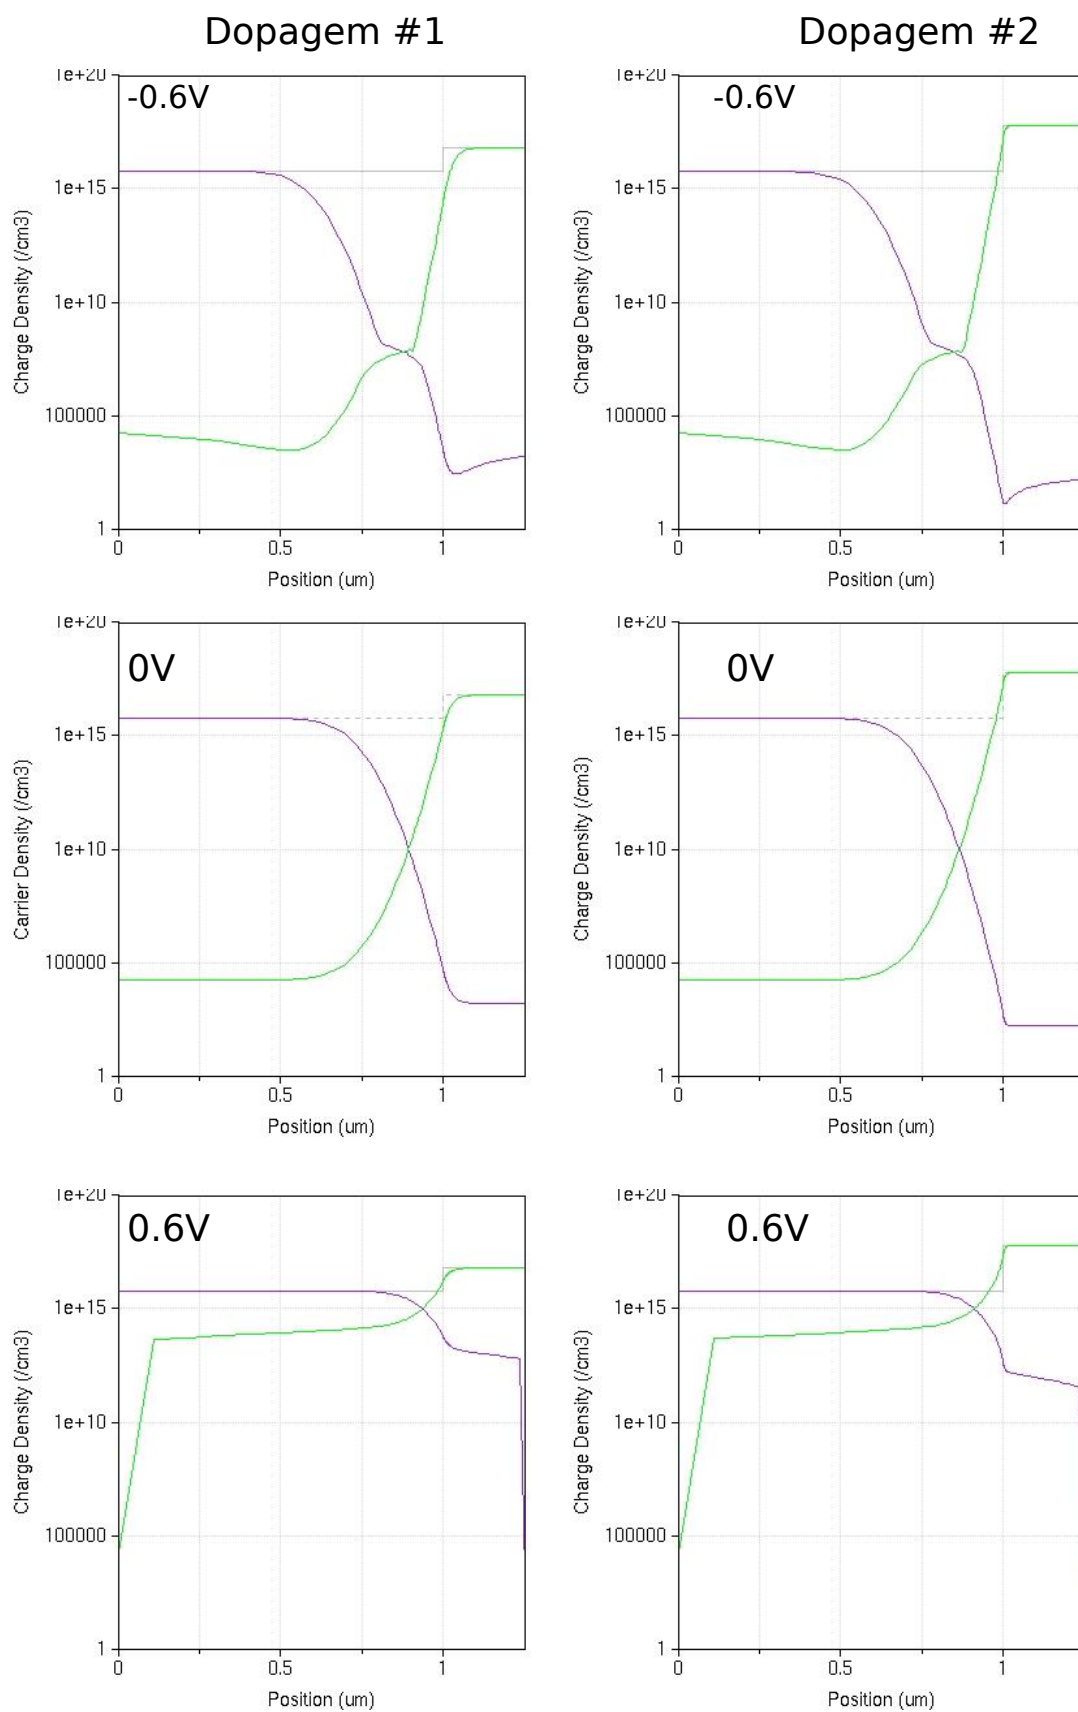 Dopagem #1 Dopagem #2
1e+20 1e+20
-0.6V -0.6V
1e+15 1e+15
1e+10 1e+10
100000 100000
1 1
Charge Density (/cm3) Charge Density (/cm3)
0 0.5 1 0 0.5 1
Position (um) Position (um)
1e+20 1e+20
0V 0V
1e+15 1e+15
1e+10 1e+10
100000 100000
1 1
Carrier Density (/cm3) Charge Density (/cm3)
0 0.5 1 0 0.5 1
Position (um) Position (um)
1e+20 1e+20
0.6V 0.6V
1e+15 1e+15
1e+10 1e+10
100000 100000
1 1
Charge Density (/cm3) Charge Density (/cm3)
0 0.5 1 0 0.5 1
Position (um) Position (um)